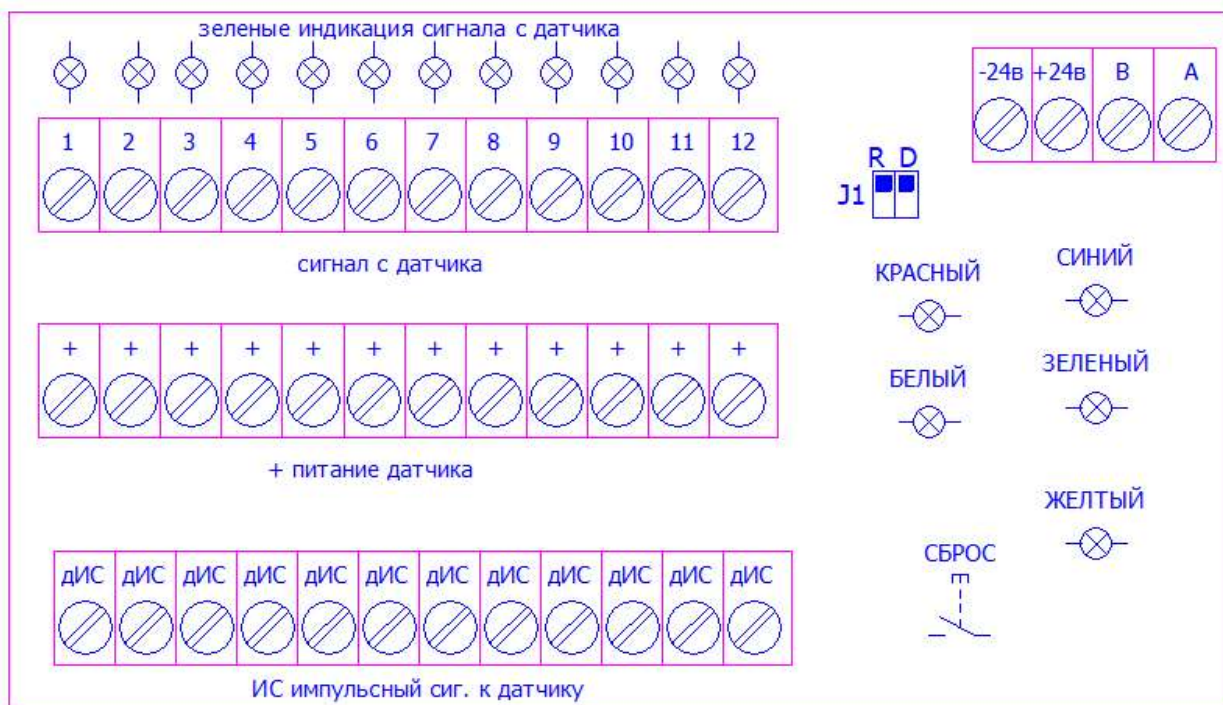 зеленые индикация сигнала с датчика
-24в +24в B A
1 2 3 4 5 6 7 8 9 10 11 12
R D
J1
сигнал с датчика
КРАСНЫЙ
СИНИЙ
+ + + + + + + + + + + +
БЕЛЫЙ
ЗЕЛЕНЫЙ
+ питание датчика
ЖЕЛТЫЙ
СБРОС
дИС дИС дИС дИС дИС дИС дИС дИС дИС дИС дИС дИС
ИС импульсный сиг. к датчику